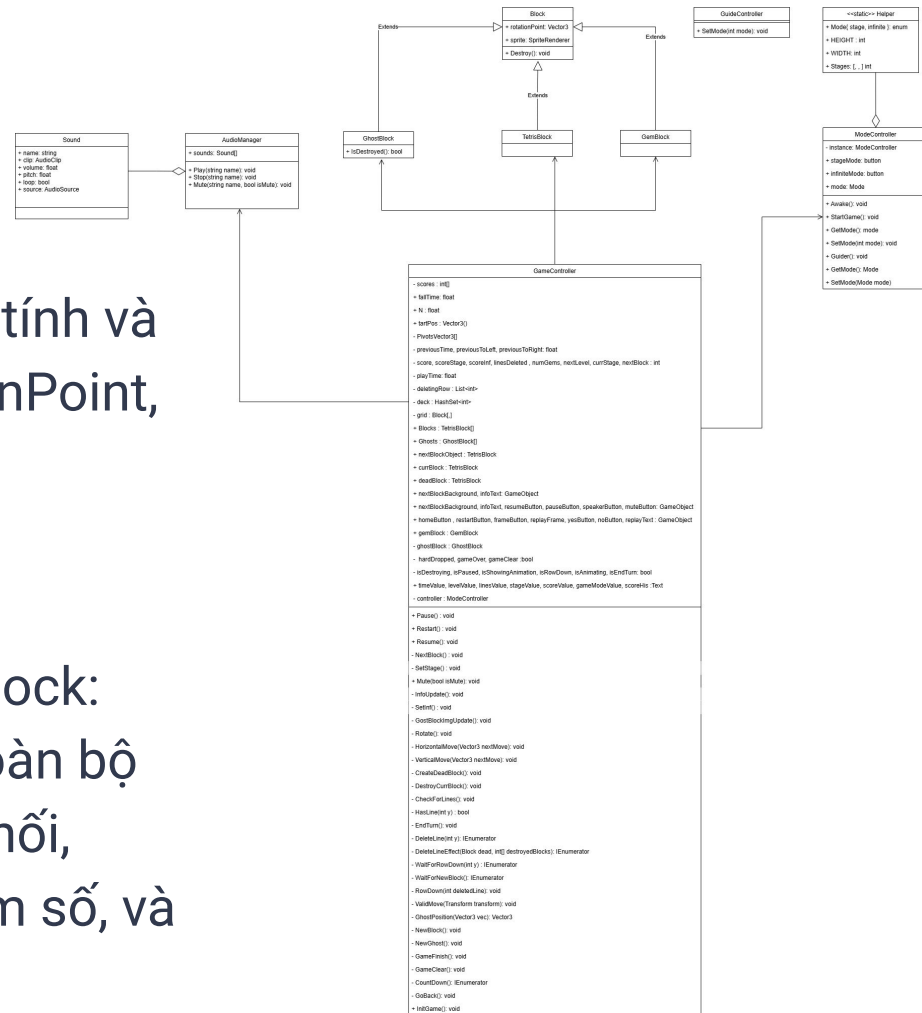 Block
+ rotationPoint: Vector3
+ sprite: SpriteRenderer
+ Destroy(): void
GuideController
+ SetMode(int mode): void
<<static>> Helper
+ Mode( stage, infinite ): enum
+ HEIGHT : int
+ WIDTH: int
+ Stages: [, , ] int
Extends
Extends
Extends
Sound
+ name: string
+ clip: AudioClip
+ volume: float
+ pitch: float
+ loop: bool
+ source: AudioSource
AudioManager
+ sounds: Sound[]
+ Play(string name): void
+ Stop(string name): void
+ Mute(string name, bool isMute): void
GhostBlock
+ IsDestroyed(): bool
TetrisBlock
GemBlock
ModeController
- instance: ModeController
+ stageMode: button
+ infiniteMode: button
+ mode: Mode
+ Awake(): void
+ StartGame(): void
+ GetMode(): mode
+ SetMode(int mode): void
+ Guider(): void
+ GetMode(): Mode
+ SetMode(Mode mode)
tính và
nPoint,
ock:
oàn bộ
hối,
m số, và
GameController
- scores : int[]
+ fallTime: float
+ N : float
+ tartPos : Vector3()
- PivotsVector3[]
- previousTime, previousToLeft, previousToRight: float
- score, scoreStage, scoreInf, linesDeleted , numGems, nextLevel, currStage, nextBlock : int
- playTime: float
- deletingRow : List<int>
- deck : HashSet<int>
- grid : Block[,]
+ Blocks : TetrisBlock[]
+ Ghosts : GhostBlock[]
+ nextBlockObject : TetrisBlock
+ currBlock : TetrisBlock
+ deadBlock : TetrisBlock
+ nextBlockBackground, infoText: GameObject
+ nextBlockBackground, infoText, resumeButton, pauseButton, speakerButton, muteButton: GameObject
+ homeButton , restartButton, frameButton, replayFrame, yesButton, noButton, replayText : GameObject
+ gemBlock : GemBlock
- ghostBlock : GhostBlock
- hardDropped, gameOver, gameClear :bool
- isDestroying, isPaused, isShowingAnimation, isRowDown, isAnimating, isEndTurn: bool
+ timeValue, levelValue, linesValue, stageValue, scoreValue, gameModeValue, scoreHis :Text
- controller : ModeController
+ Pause() : void
+ Restart() : void
+ Resume(): void
- NextBlock() : void
- SetStage() : void
+ Mute(bool isMute): void
- InfoUpdate(): void
- SetInf() : void
- GostBlockImgUpdate(): void
- Rotate(): void
- HorizontalMove(Vector3 nextMove): void
- VerticalMove(Vector3 nextMove): void
- CreateDeadBlock(): void
- DestroyCurrBlock(): void
- CheckForLines(): void
- HasLine(int y) : bool
- EndTurn(): void
- DeleteLine(int y): IEnumerator
- DeleteLineEffect(Block dead, int[] destroyedBlocks): IEnumerator
- WaitForRowDown(int y) : IEnumerator
- WaitForNewBlock(): IEnumerator
- RowDown(int deletedLine): void
- ValidMove(Transform transform): void
- GhostPosition(Vector3 vec): Vector3
- NewBlock(): void
- NewGhost(): void
- GameFinish(): void
- GameClear(): void
- CountDown(): IEnumerator
- GoBack(): void
+ InitGame(): void